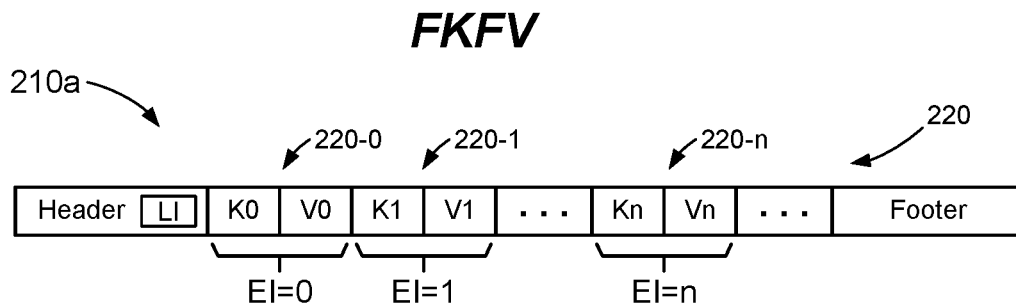 FKFV
210a
220-0 220-1 220-n 220
Header LI K0 V0 K1 V1 ... Kn Vn ... Footer
EI=0 EI=1 EI=n